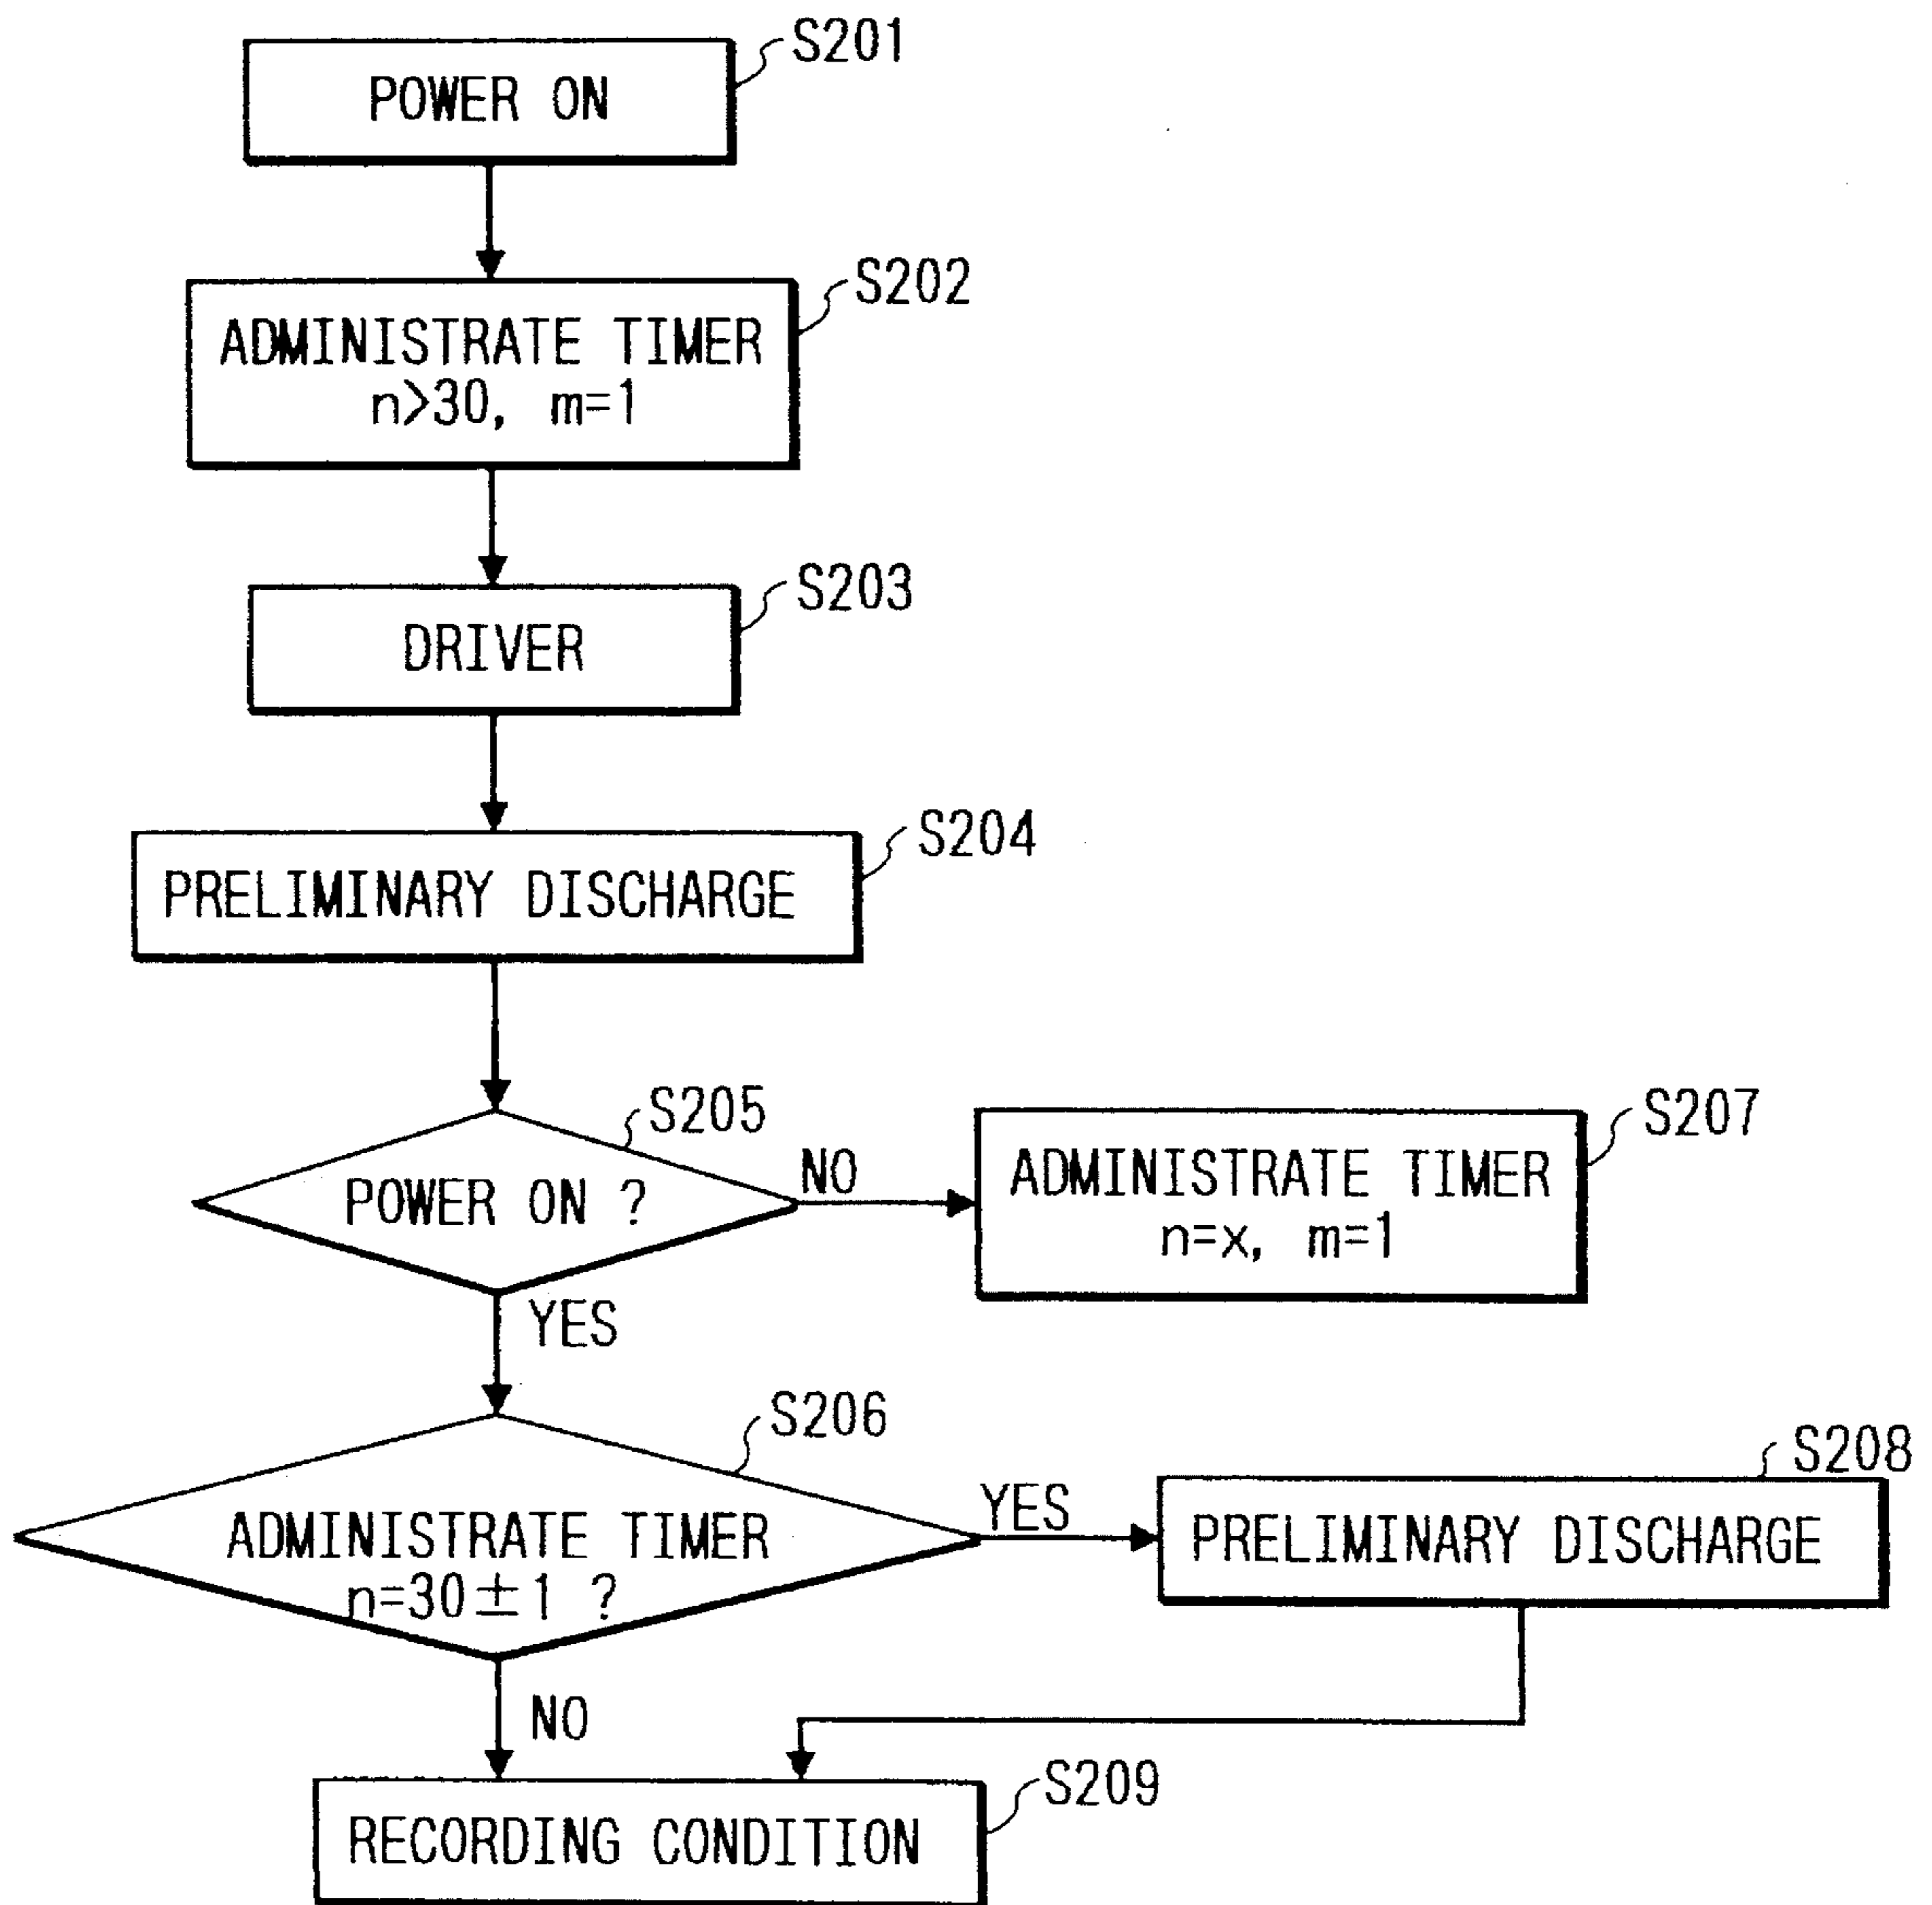 S201
POWER ON
S202
ADMINISTRATE TIMER
n>30, m=1
S203
DRIVER
S204
PRELIMINARY DISCHARGE
S205
POWER ON ?
NO
S207
ADMINISTRATE TIMER
n=x, m=1
YES
S206
ADMINISTRATE TIMER
n=30±1 ?
YES
S208
PRELIMINARY DISCHARGE
NO
S209
RECORDING CONDITION